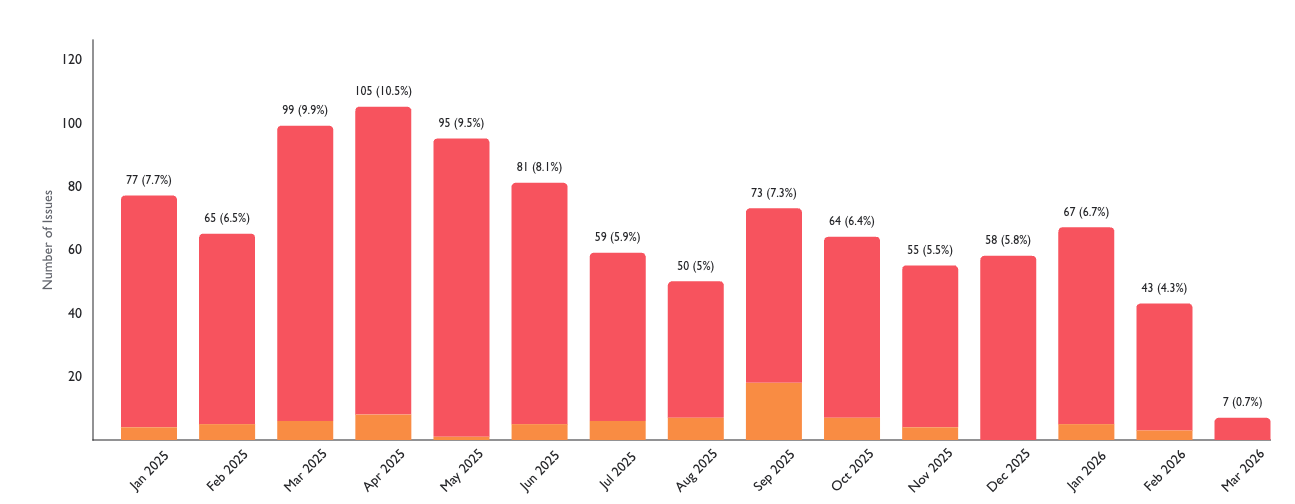 Number of Issues
120
100
80
60
40
20
77 (7.7%)
65 (6.5%)
99 (9.9%)
105 (10.5%)
95 (9.5%)
81 (8.1%)
59 (5.9%)
50 (5%)
73 (7.3%)
64 (6.4%)
55 (5.5%)
58 (5.8%)
67 (6.7%)
43 (4.3%)
7 (0.7%)
Jan 2025
Feb 2025
Mar 2025
Apr 2025
May 2025
Jun 2025
Jul 2025
Aug 2025
Sep 2025
Oct 2025
Nov 2025
Dec 2025
Jan 2026
Feb 2026
Mar 2026